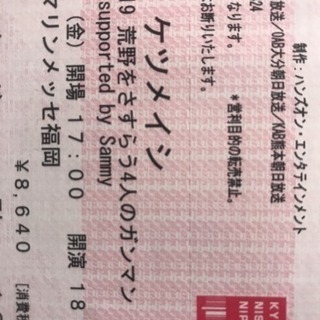 制作:ハンズオン・エンタテインメント
放送/OAB大分朝日放送/KAB熊本朝日放送
24
なります。
お断りいたします。
*営利目的の転売禁止。
ケツメイシ
19 荒野をさすらう4人のガンマン
supported by Sammy
(金) 開場 17:00 開演 18
マリンメッセ福岡
¥8,640
[消費税
KY
NIS
NIP